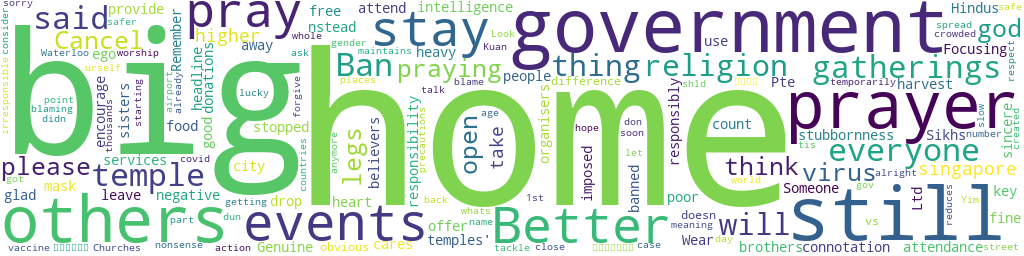 big
home
government
still
prayer
others
stay
pray
events
Better
said
Cancel
Ban
praying
thing
religion
gatherings
god
everyone
virus
singapore
will
think
please
temple
open
take
legs
higher
Remember
sorry
provide
safer
consider
irresponsible
Waterloo
ego
worship
urself
away
headline
donations
already
airport
good
free
nstead
attend
intelligence
whole
gender
ask
maintains
Look
Kuan
heavy
use
spread
crowded
Hindus
safe
Focusing
respect
people
places
difference
blame
talk
Pte
temporarily
harvest
point
blaming
didn
encourage
thousands
sisters
starting
food
stopped
lucky
forgive
believers
responsibility
precautions
age
organisers
hope
don
soon
imposed
let
banned
responsibly
shld
count
stubbornness
tis
Sikhs
number
slow
sincere
created
got
mask
glad
leave
services
covid
negative
city
getting
countries
drop
heart
anymore
part
dun
offer
back
name
whats
1st
doesn
meaning
poor
day
world
Wear
Someone
gov
alright
Ltd
reduces
Yim
key
fine
vs
brothers
connotation
attendance
street
vaccine
Churches
nonsense
action
Genuine
obvious
cares
temples'
tackle
close
case